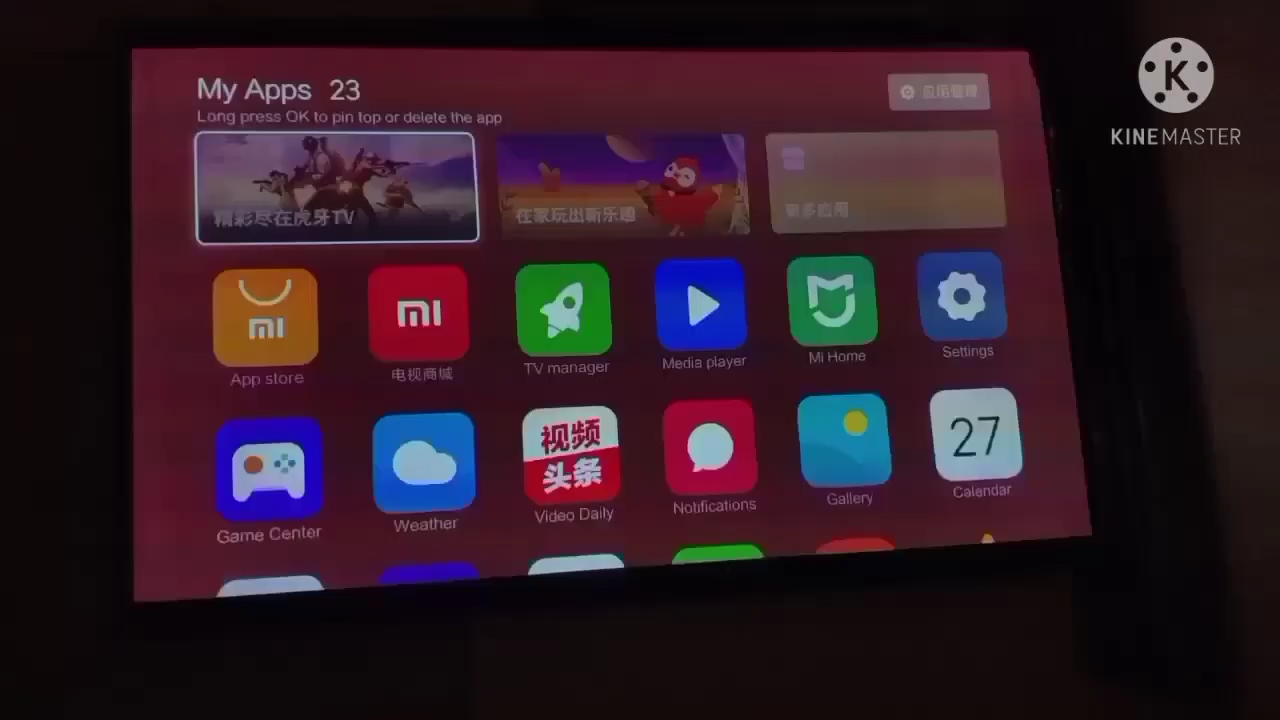 My Apps 23
Long press OK to pin top or delete the app
应用管理
精彩尽在虎牙TV
在家玩出新乐趣
更多应用
mi
mi
App store
电视商城
TV manager
Media player
Mi Home
Settings
视频
头条
27
Game Center
Weather
Video Daily
Notifications
Gallery
Calendar
K
KINEMASTER